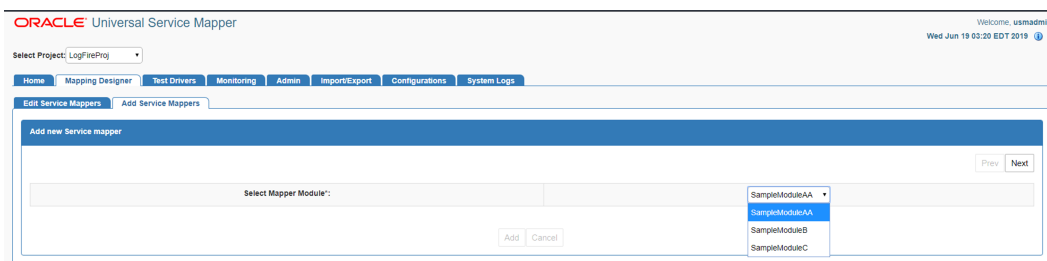 ORACLE Universal Service Mapper
Welcome, usmadmi
Wed Jun 19 03:20 EDT 2019
Select Project: LogFireProj
Home Mapping Designer Test Drivers Monitoring Admin Import/Export Configurations System Logs
Edit Service Mappers Add Service Mappers
Add new Service mapper
Prev Next
Select Mapper Module*: SampleModuleAA
SampleModuleAA
SampleModuleB
SampleModuleC
Add Cancel